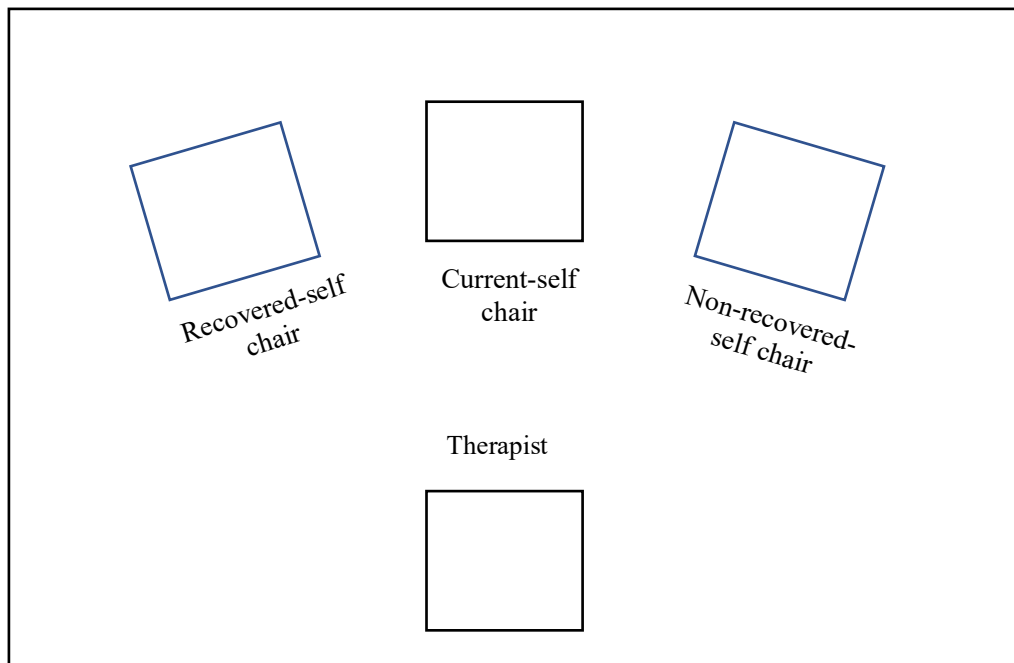 Recovered-self
chair
Current-self
chair
Non-recovered-
self chair
Therapist